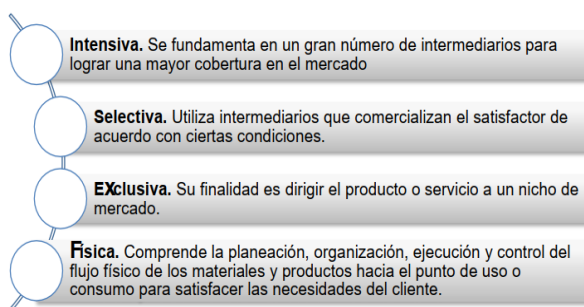 Intensiva. Se fundamenta en un gran número de intermediarios para
lograr una mayor cobertura en el mercado
Selectiva. Utiliza intermediarios que comercializan el satisfactor de
acuerdo con ciertas condiciones.
EXclusiva. Su finalidad es dirigir el producto o servicio a un nicho de
mercado.
Física. Comprende la planeación, organización, ejecución y control del
flujo físico de los materiales y productos hacia el punto de uso o
consumo para satisfacer las necesidades del cliente.